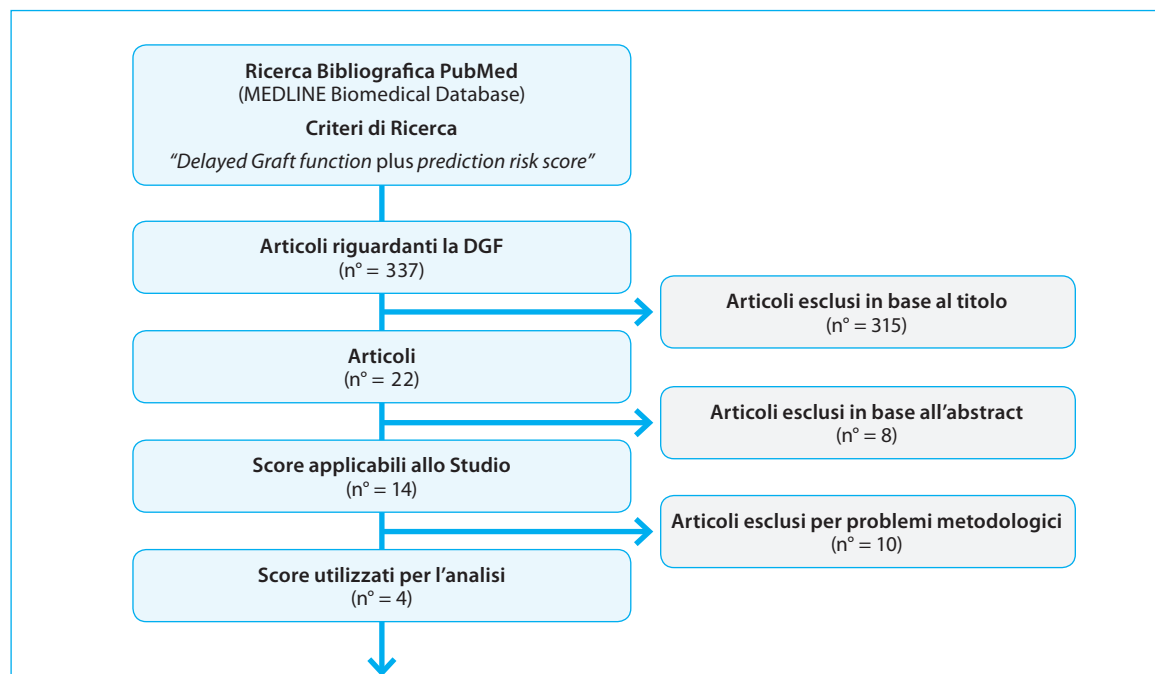 Ricerca Bibliografica PubMed
(MEDLINE Biomedical Database)
Criteri di Ricerca
“Delayed Graft function plus prediction risk score”
Articoli riguardanti la DGF
(n° = 337)
Articoli esclusi in base al titolo
(n° = 315)
Articoli
(n° = 22)
Articoli esclusi in base all’abstract
(n° = 8)
Score applicabili allo Studio
(n° = 14)
Articoli esclusi per problemi metodologici
(n° = 10)
Score utilizzati per l’analisi
(n° = 4)